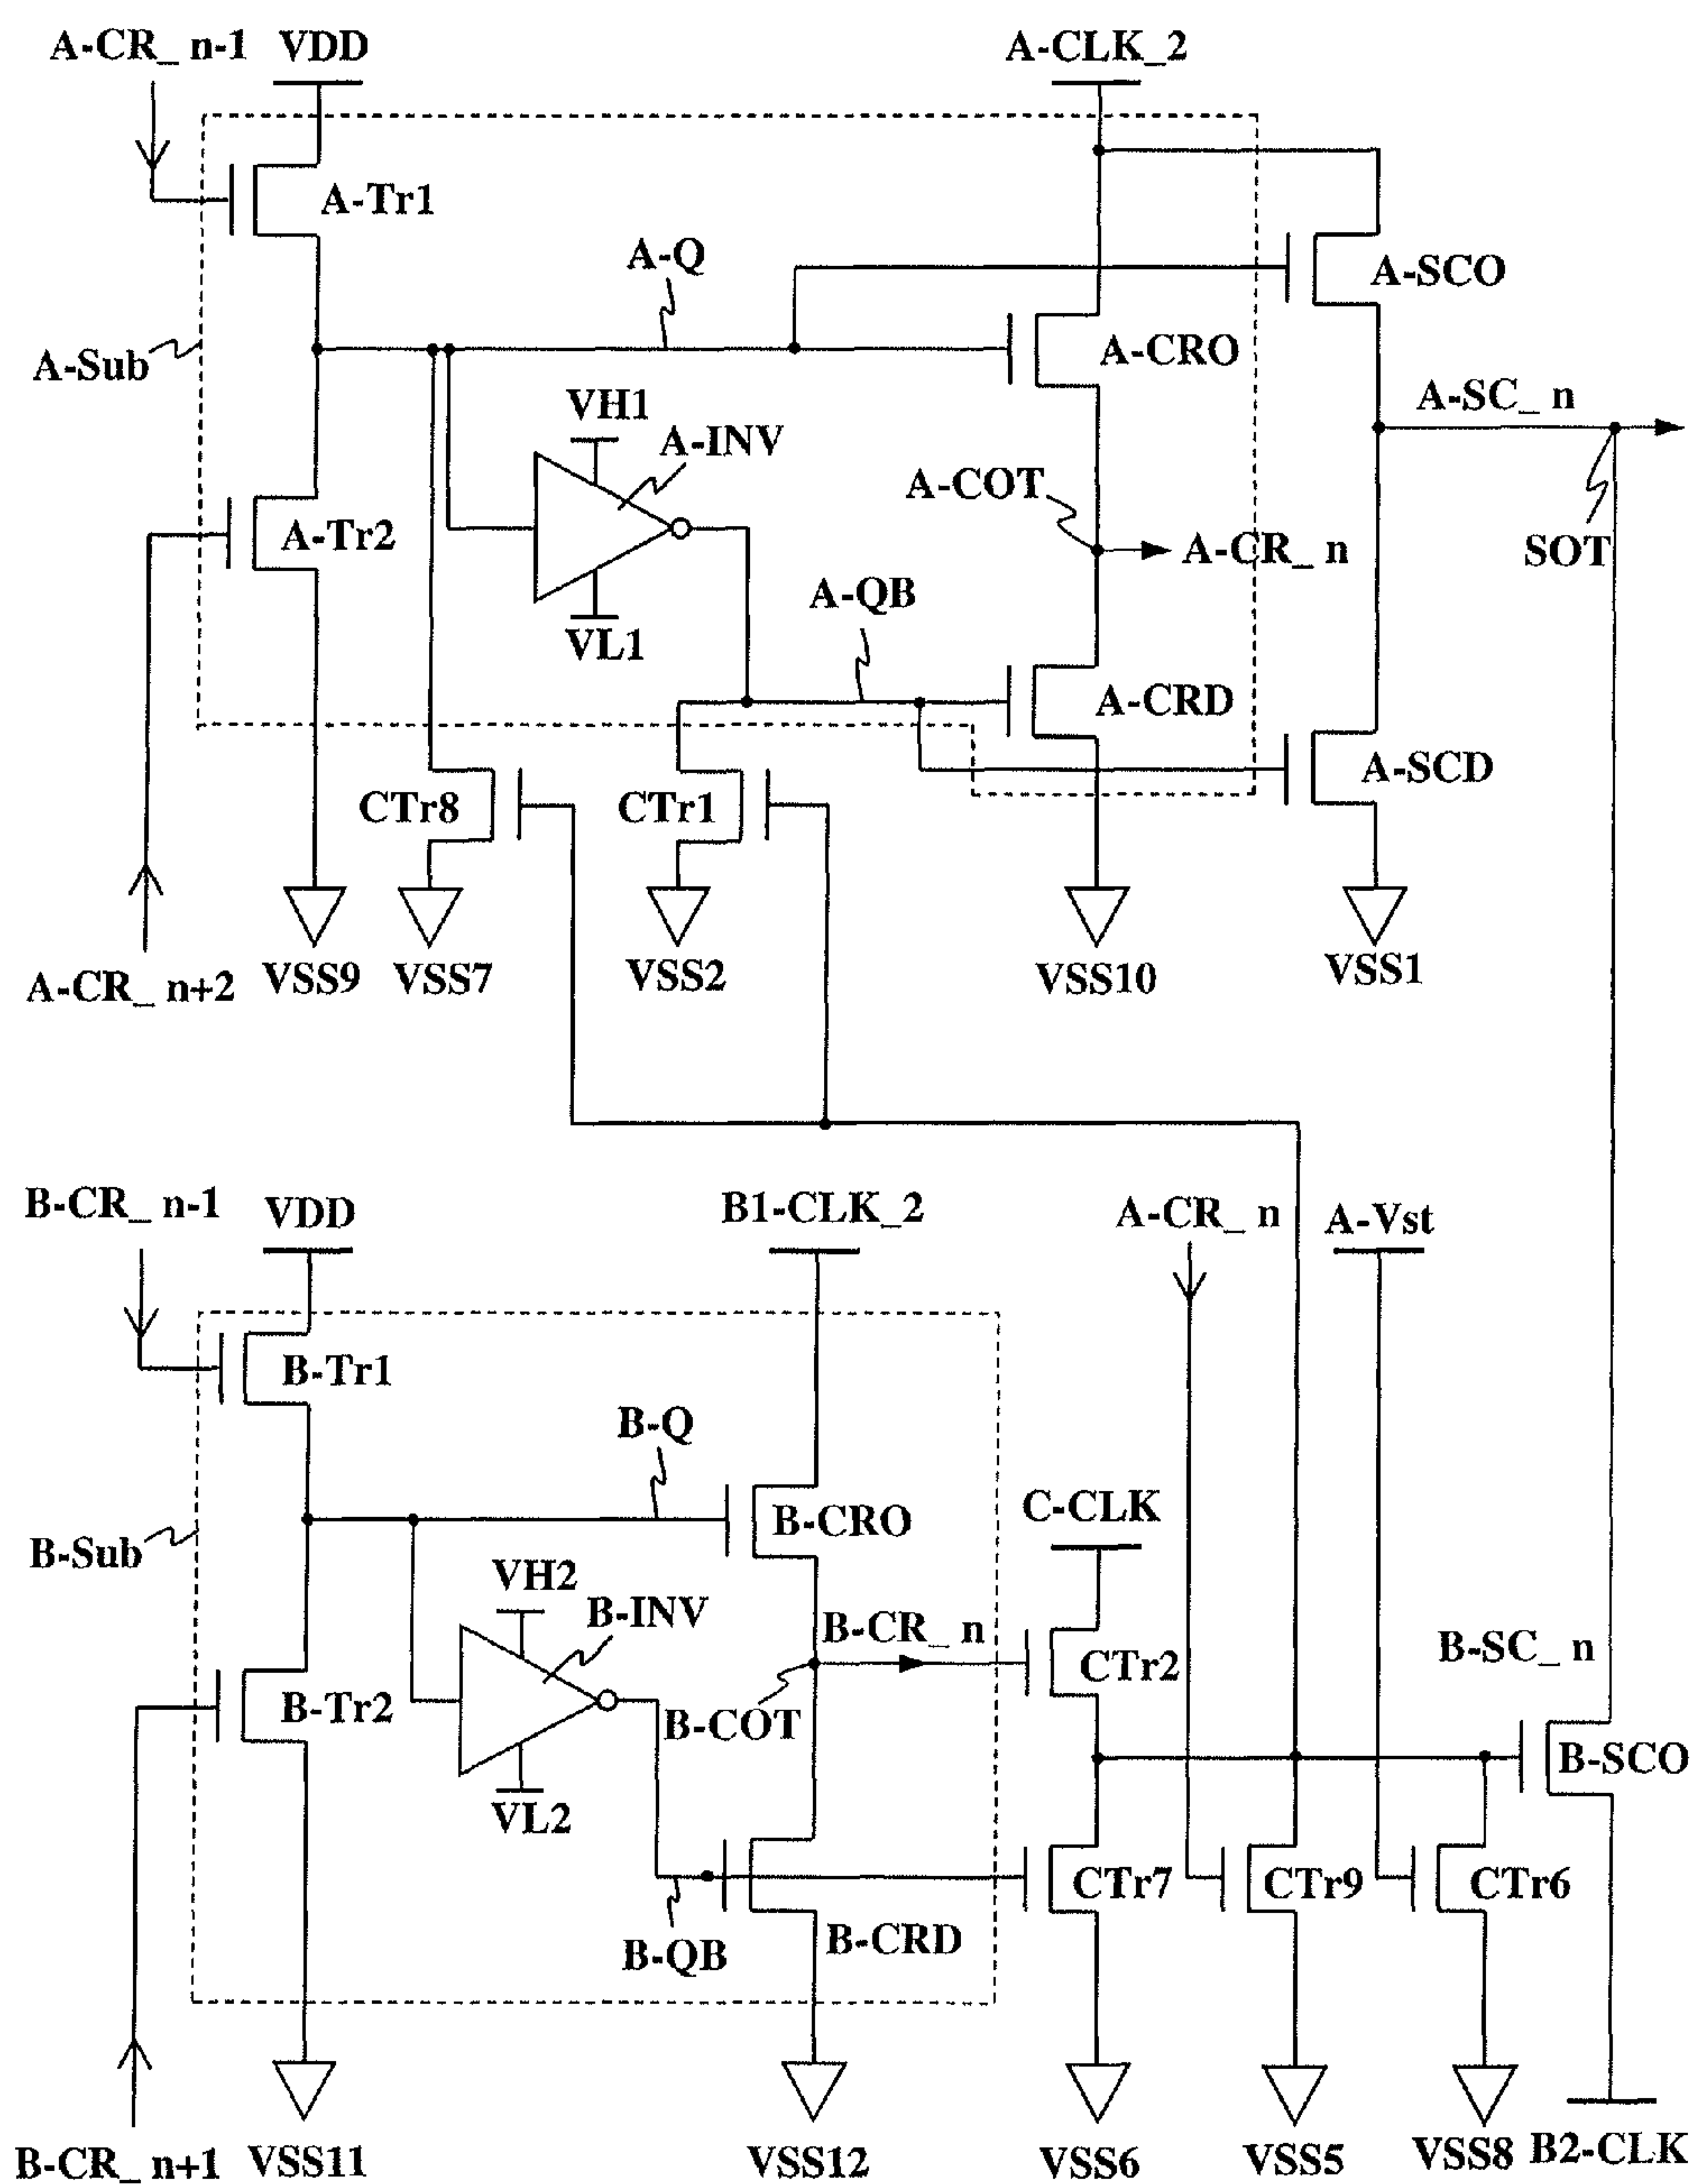 A-CR_ n-1
VDD
A-CLK_2
A-Tr1
A-Q
A-SCO
A-Sub
A-CRO
VH1
A-INV
A-SC_ n
A-COT
A-Tr2
A-CR_ n
SOT
A-QB
VL1
A-CRD
A-SCD
CTr8
CTr1
A-CR_ n+2
VSS9
VSS7
VSS2
VSS10
VSS1
B-CR_ n-1
VDD
B1-CLK_2
A-CR_ n
A-Vst
B-Tr1
B-Q
C-CLK
B-CRO
B-Sub
VH2
B-INV
B-CR_ n
B-SC_ n
CTr2
B-Tr2
B-COT
B-SCO
VL2
CTr7
CTr9
CTr6
B-QB
B-CRD
B-CR_ n+1
VSS11
VSS12
VSS6
VSS5
VSS8
B2-CLK